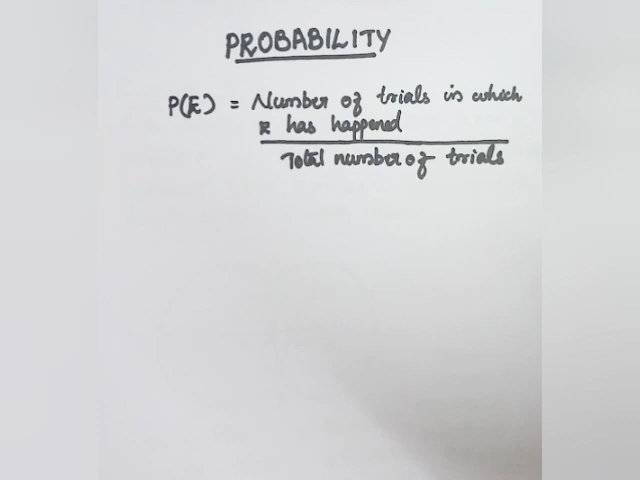 PROBABILITY
P(E) = Number of trials in which
E has happened
Total number of trials